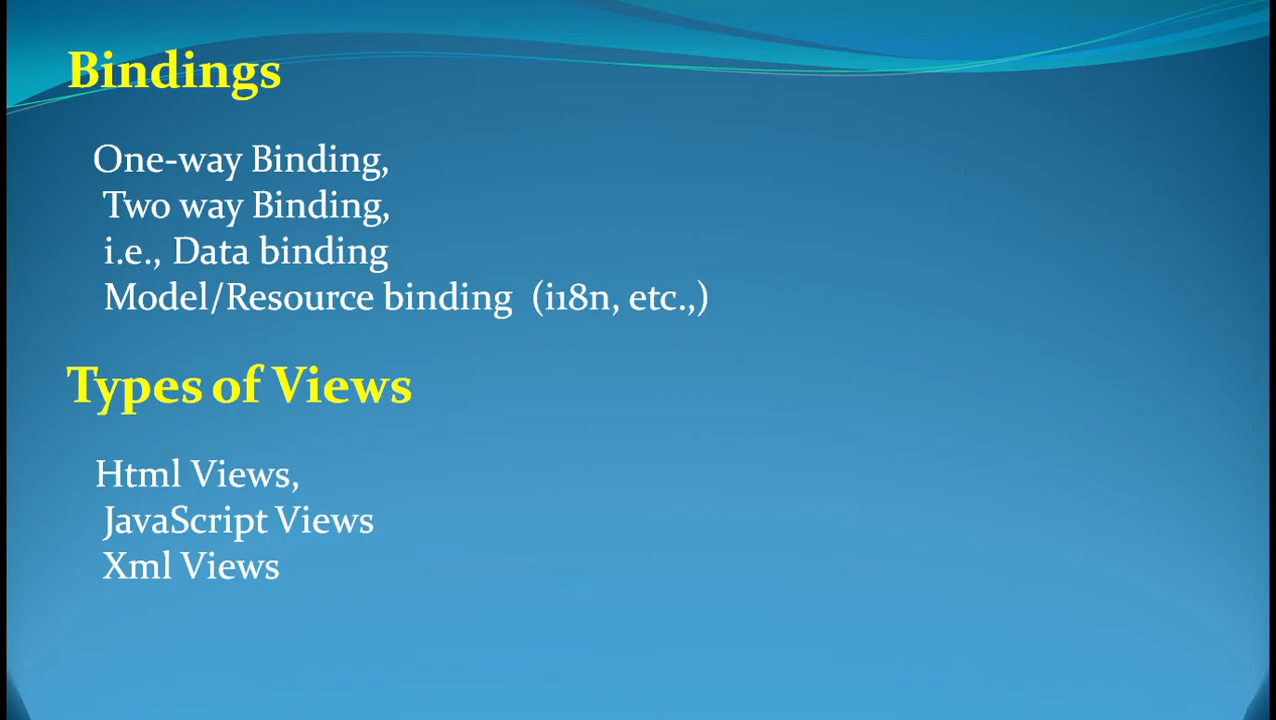 Bindings
One-way Binding,
Two way Binding,
i.e., Data binding
Model/Resource binding (i18n, etc.,)
Types of Views
Html Views,
JavaScript Views
Xml Views